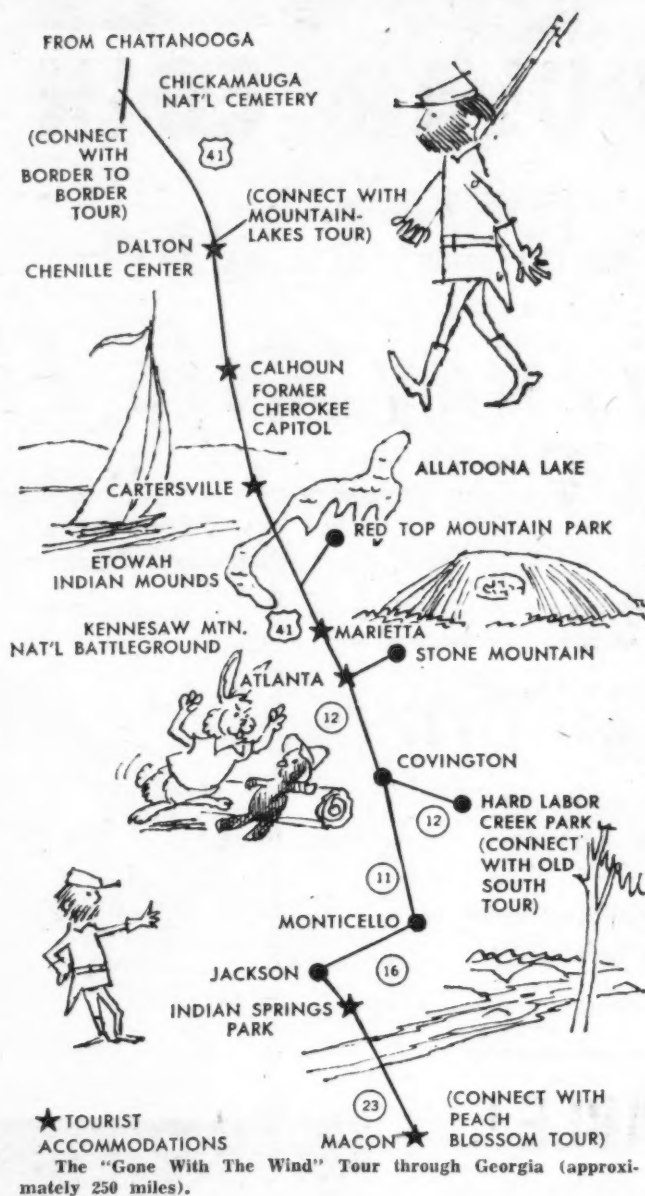 FROM CHATTANOOGA
CHICKAMAUGA
NAT'L CEMETERY
(CONNECT
WITH
BORDER TO
BORDER
TOUR)
41
(CONNECT WITH
MOUNTAIN-
LAKES TOUR)
DALTON
CHENILLE CENTER
CALHOUN
FORMER
CHEROKEE
CAPITOL
ALLATOONA LAKE
CARTERSVILLE
RED TOP MOUNTAIN PARK
ETOWAH
INDIAN MOUNDS
KENNESAW MTN.
NAT'L BATTLEGROUND
41
MARIETTA
STONE MOUNTAIN
ATLANTA
12
COVINGTON
12
HARD LABOR
CREEK PARK
(CONNECT
WITH OLD
SOUTH
TOUR)
11
MONTICELLO
JACKSON
16
INDIAN SPRINGS
PARK
23
(CONNECT WITH
PEACH
BLOSSOM TOUR)
MACON
★ TOURIST
ACCOMMODATIONS
The "Gone With The Wind" Tour through Georgia (approxi-
mately 250 miles).